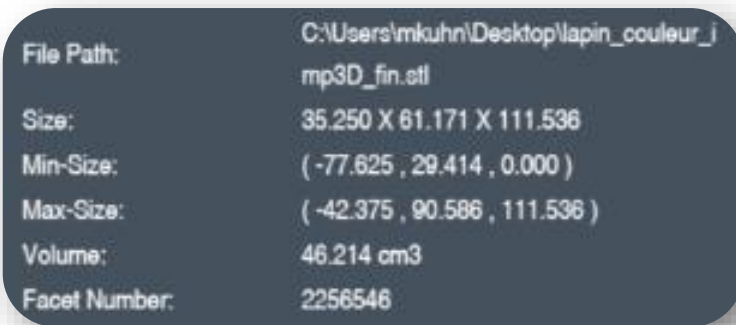 File Path:
C:\Users\mkuhn\Desktop\lapin_couleur_i
mp3D_fin.stl
Size: 35.250 X 61.171 X 111.536
Min-Size: ( -77.625 , 29.414 , 0.000 )
Max-Size: ( -42.375 , 90.586 , 111.536 )
Volume: 46.214 cm3
Facet Number: 2256546